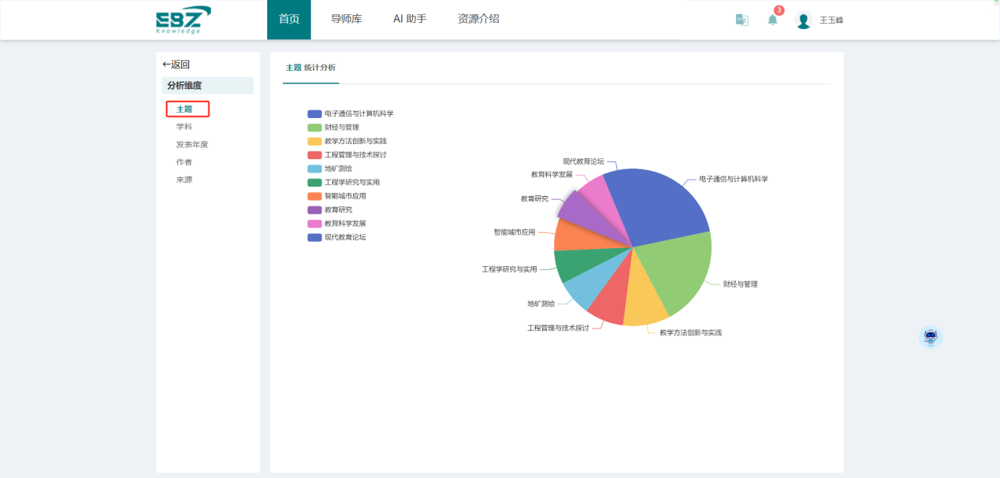 EBZ
Knowledge
首页
导师库
AI 助手
资源介绍
3
王玉峰
←返回
分析维度
主题
学科
发表年度
作者
来源
主题 统计分析
电子通信与计算机科学
财经与管理
教学方法创新与实践
工程管理与技术探讨
地矿测绘
工程学研究与实用
智能城市应用
教育研究
教育科学发展
现代教育论坛
现代教育论坛
教育科学发展
电子通信与计算机科学
教育研究
智能城市应用
工程学研究与实用
财经与管理
地矿测绘
工程管理与技术探讨
教学方法创新与实践